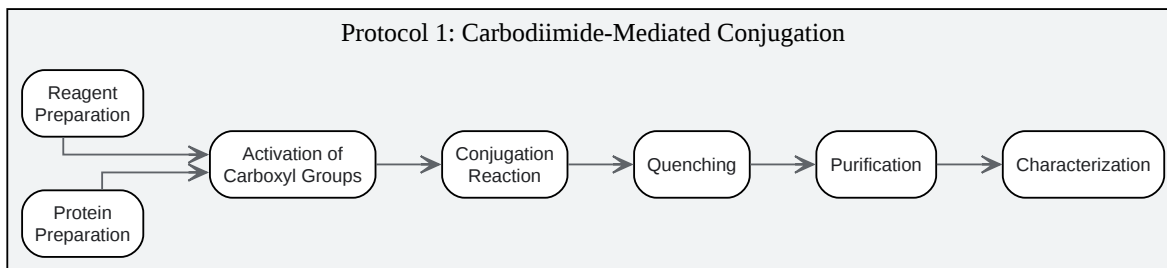 Protocol 1: Carbodiimide-Mediated Conjugation
Reagent
Preparation
Protein
Preparation
Activation of
Carboxyl Groups
Conjugation
Reaction
Quenching
Purification
Characterization